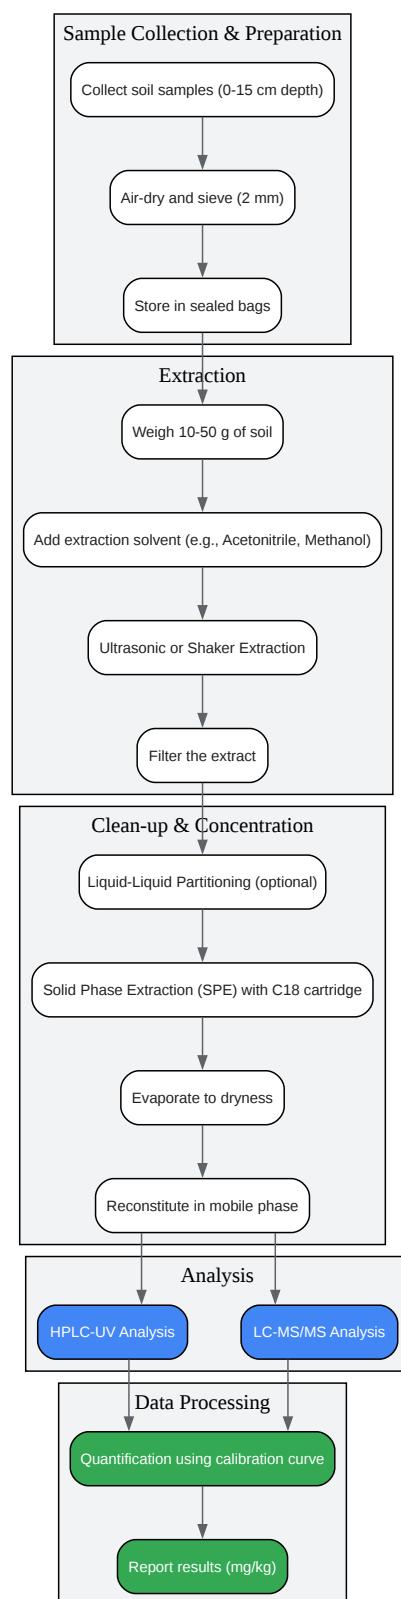 Sample Collection & Preparation
Collect soil samples (0-15 cm depth)
Air-dry and sieve (2 mm)
Store in sealed bags
Extraction
Weigh 10-50 g of soil
Add extraction solvent (e.g., Acetonitrile, Methanol)
Ultrasonic or Shaker Extraction
Filter the extract
Clean-up & Concentration
Liquid-Liquid Partitioning (optional)
Solid Phase Extraction (SPE) with C18 cartridge
Evaporate to dryness
Reconstitute in mobile phase
Analysis
HPLC-UV Analysis
LC-MS/MS Analysis
Data Processing
Quantification using calibration curve
Report results (mg/kg)